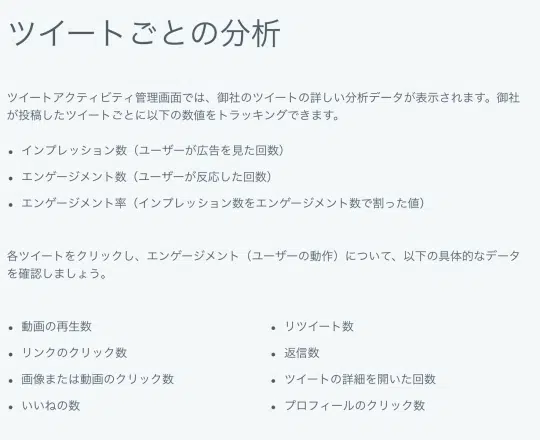 ツイートごとの分析
ツイートアクティビティ管理画面では、御社のツイートの詳しい分析データが表示されます。御社
が投稿したツイートごとに以下の数値をトラッキングできます。
• インプレッション数（ユーザーが広告を見た回数）
• エンゲージメント数（ユーザーが反応した回数）
• エンゲージメント率（インプレッション数をエンゲージメント数で割った値）
各ツイートをクリックし、エンゲージメント（ユーザーの動作）について、以下の具体的なデータ
を確認しましょう。
• 動画の再生数
• リンクのクリック数
• 画像または動画のクリック数
• いいねの数
• リツイート数
• 返信数
• ツイートの詳細を開いた回数
• プロフィールのクリック数